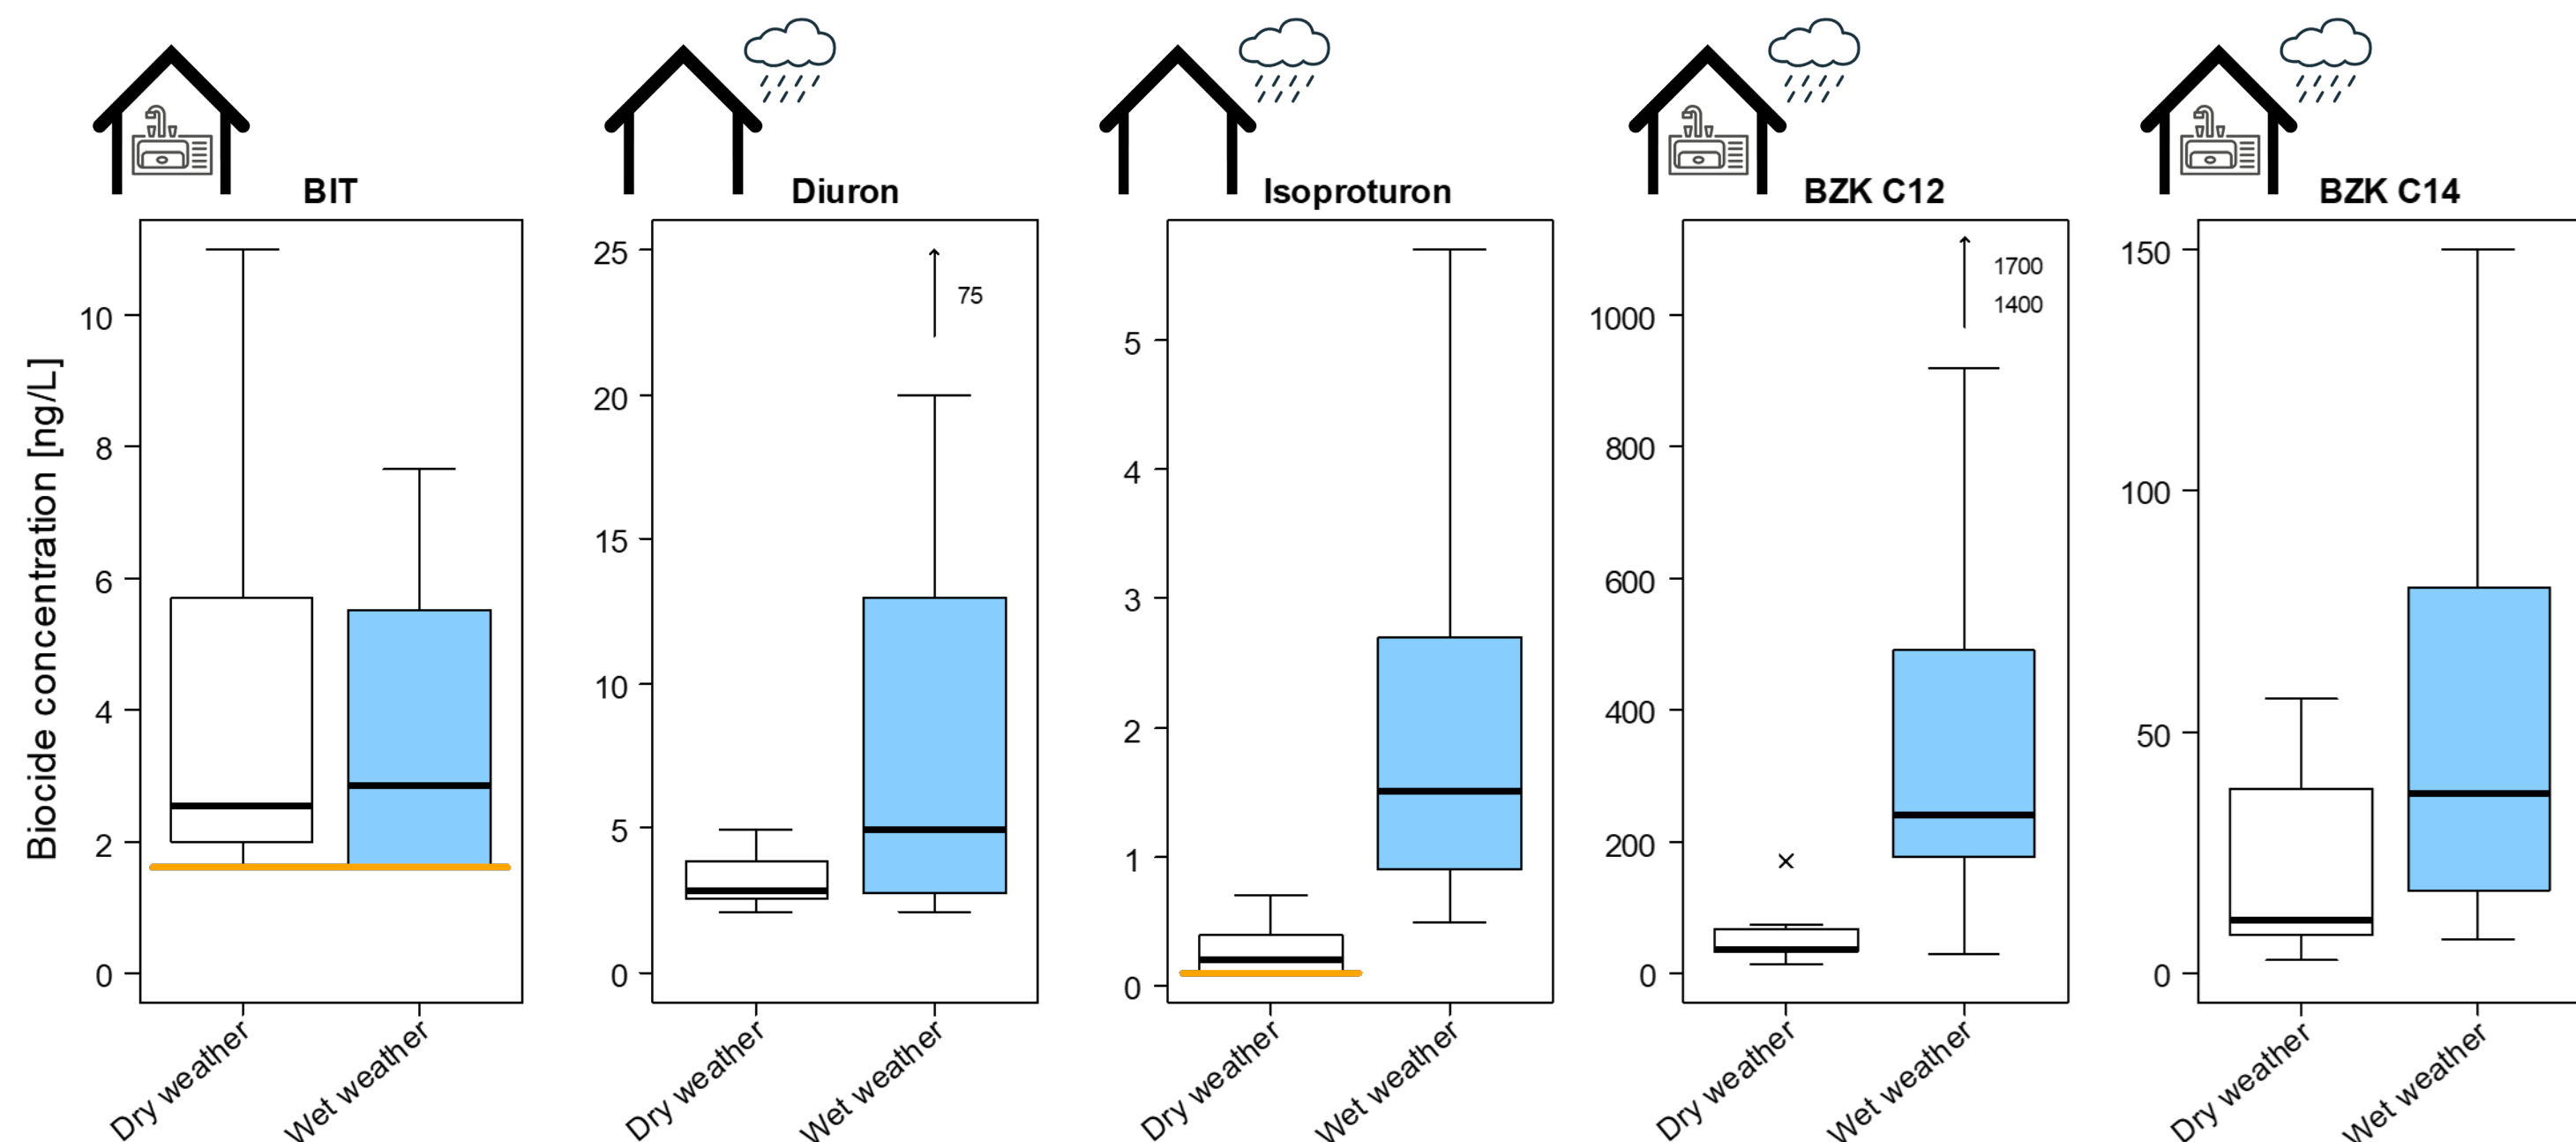 BIT
Diuron
Isoproturon
BZK C12
BZK C14
Biocide concentration [ng/L]
10
8
6
4
2
0
Dry weather
Wet weather
25
20
15
10
5
0
75
Dry weather
Wet weather
5
4
3
2
1
0
Dry weather
Wet weather
1000
800
600
400
200
0
1700
1400
Dry weather
Wet weather
150
100
50
0
Dry weather
Wet weather